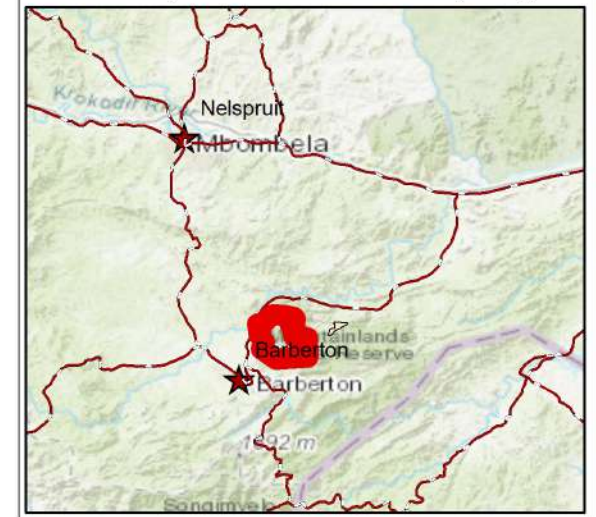 Krokodil River
Nelspruit
Mbombela
Barberton
Barberton
1892 m